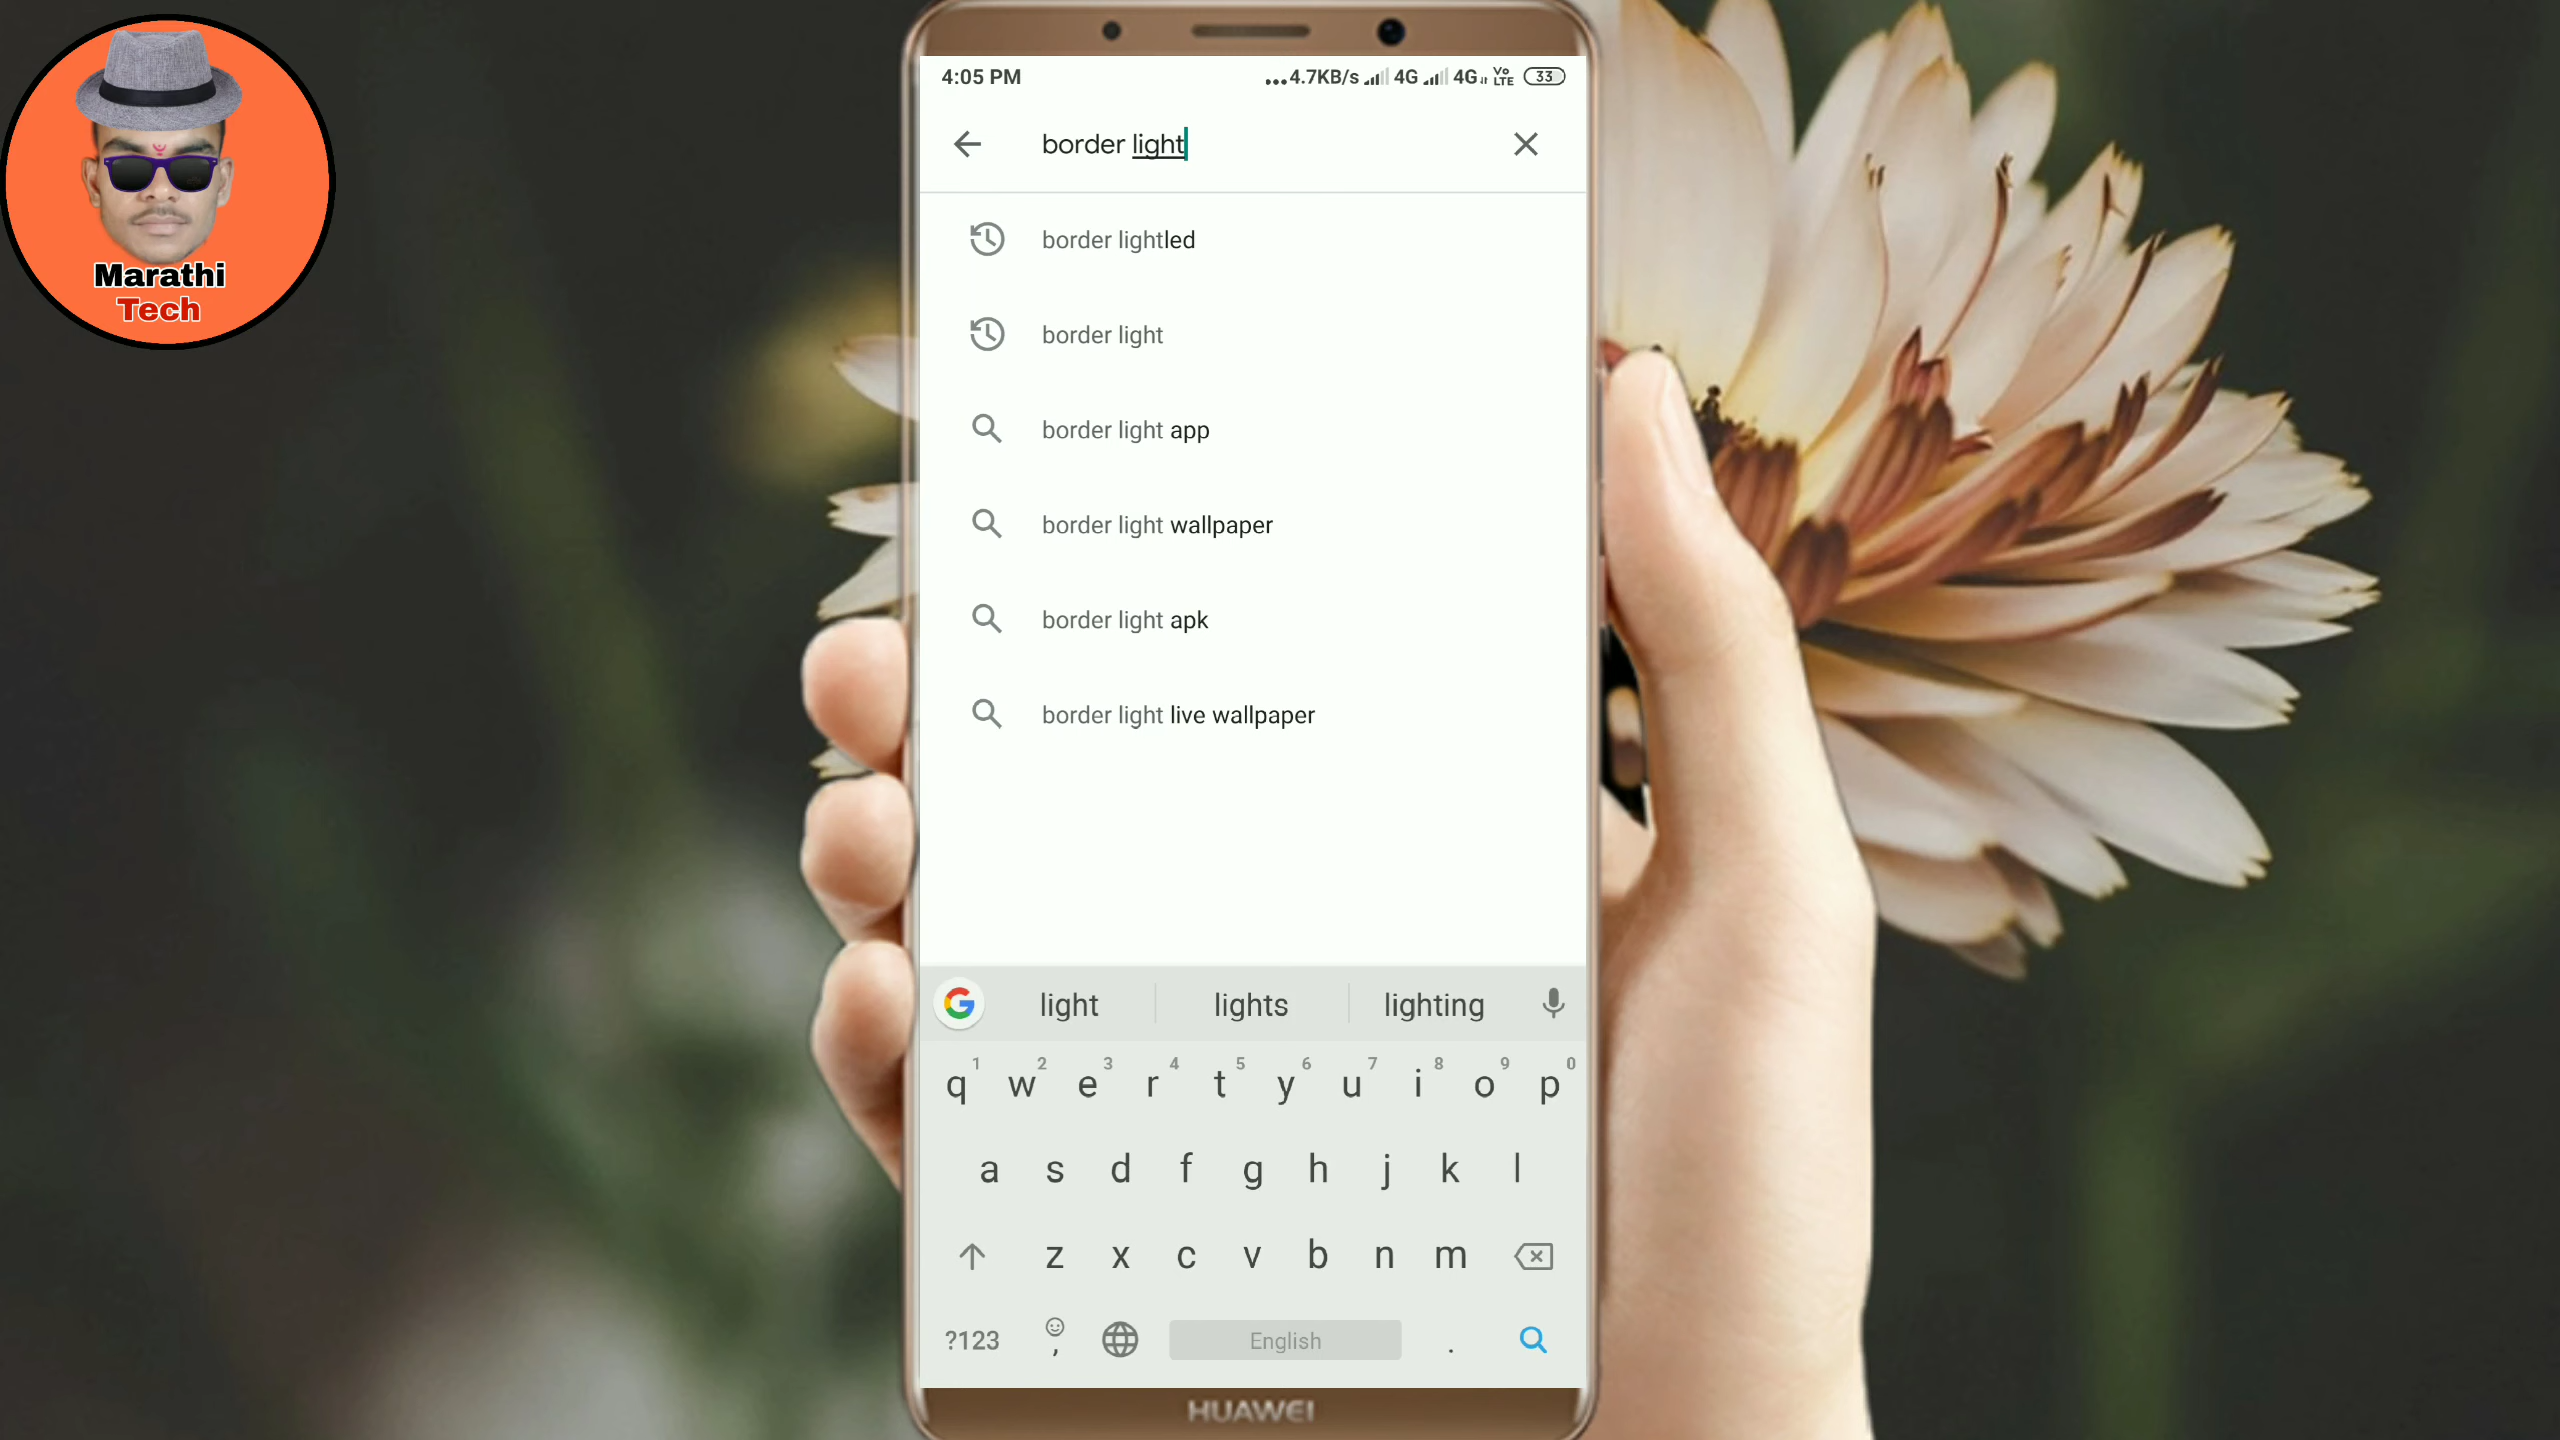 Marathi
Tech
4:05 PM
...4.7KB/s 4G 4G Vo LTE 33
border light
border lightled
border light
border light app
border light wallpaper
border light apk
border light live wallpaper
G light lights lighting
1 2 3 4 5 6 7 8 9 0
q w e r t y u i o p
a s d f g h j k l
z x c v b n m
?123 , English .
HUAWEI